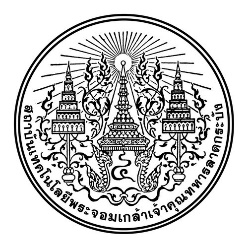 สถาบันเทคโนโลยีพระจอมเกล้าเจ้าคุณทหารลาดกระบัง
๔